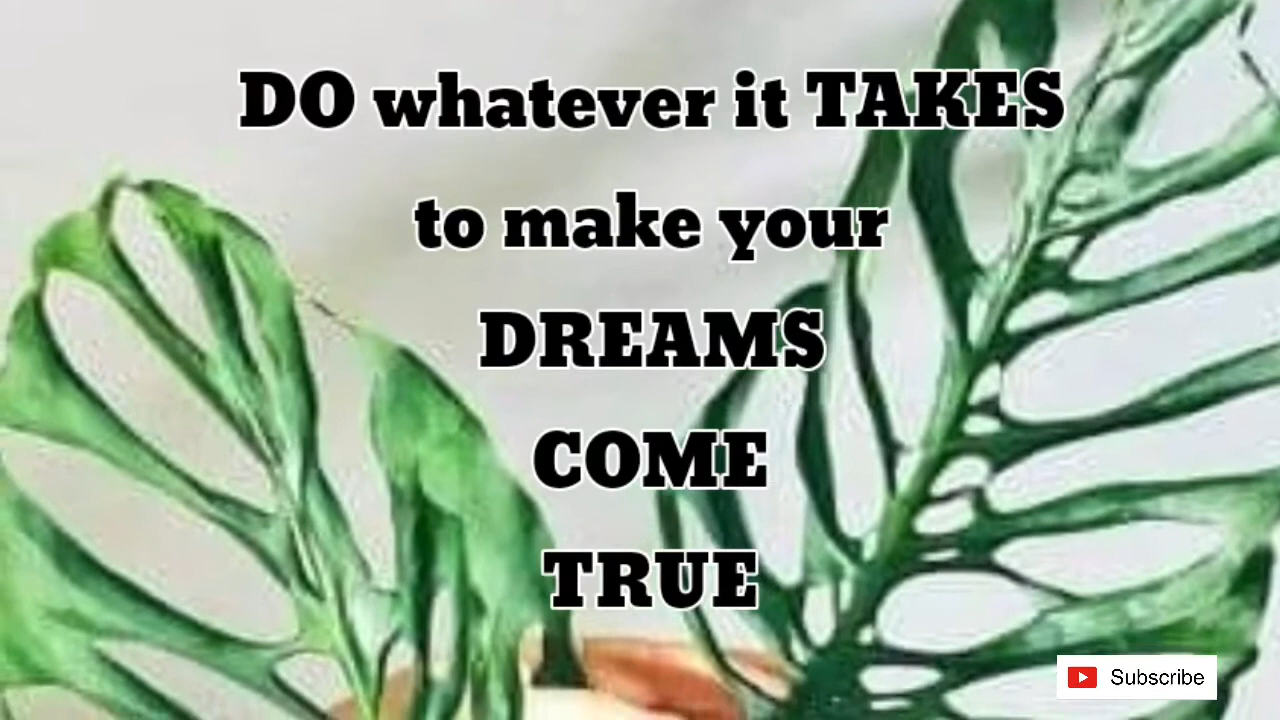 DO whatever it TAKES
to make your
DREAMS
COME
TRUE
Subscribe